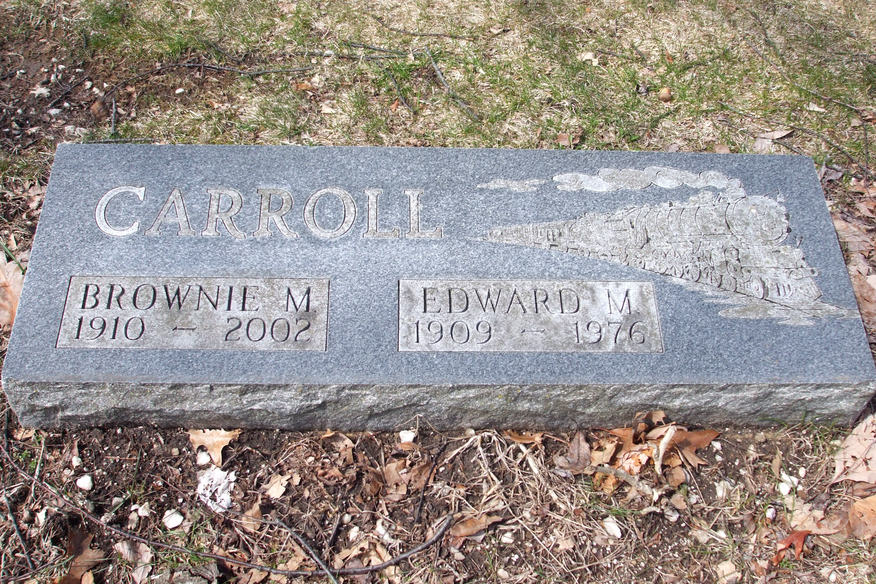 CARROLL
BROWNIE M
1910 – 2002
EDWARD M
1909 – 1976